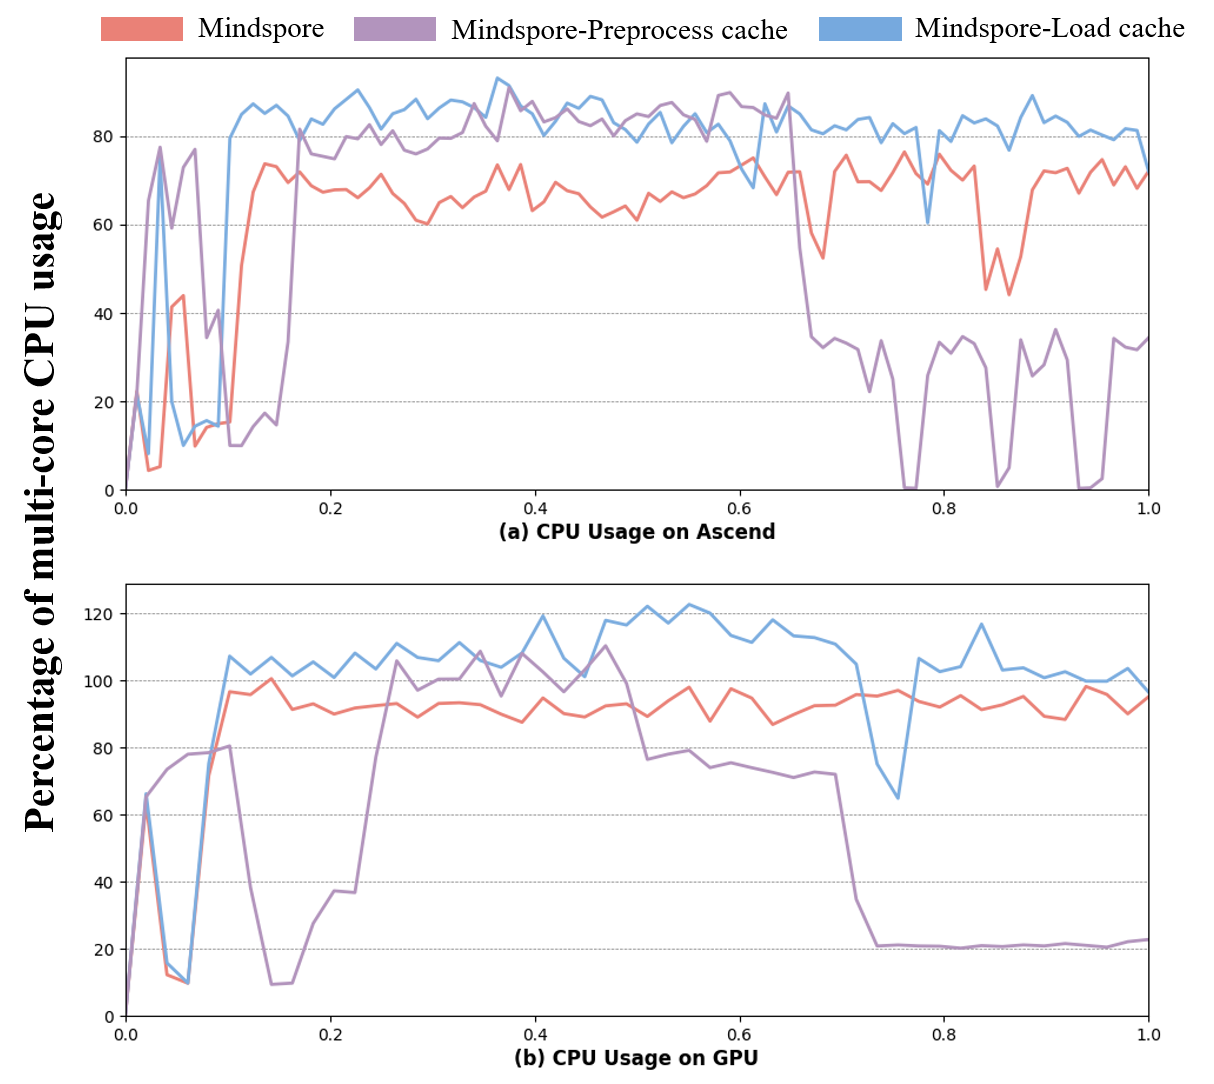 Mindspore Mindspore-Preprocess cache Mindspore-Load cache
Percentage of multi-core CPU usage
80
60
40
20
0
0.0 0.2 0.4 0.6 0.8 1.0
(a) CPU Usage on Ascend
120
100
80
60
40
20
0
0.0 0.2 0.4 0.6 0.8 1.0
(b) CPU Usage on GPU